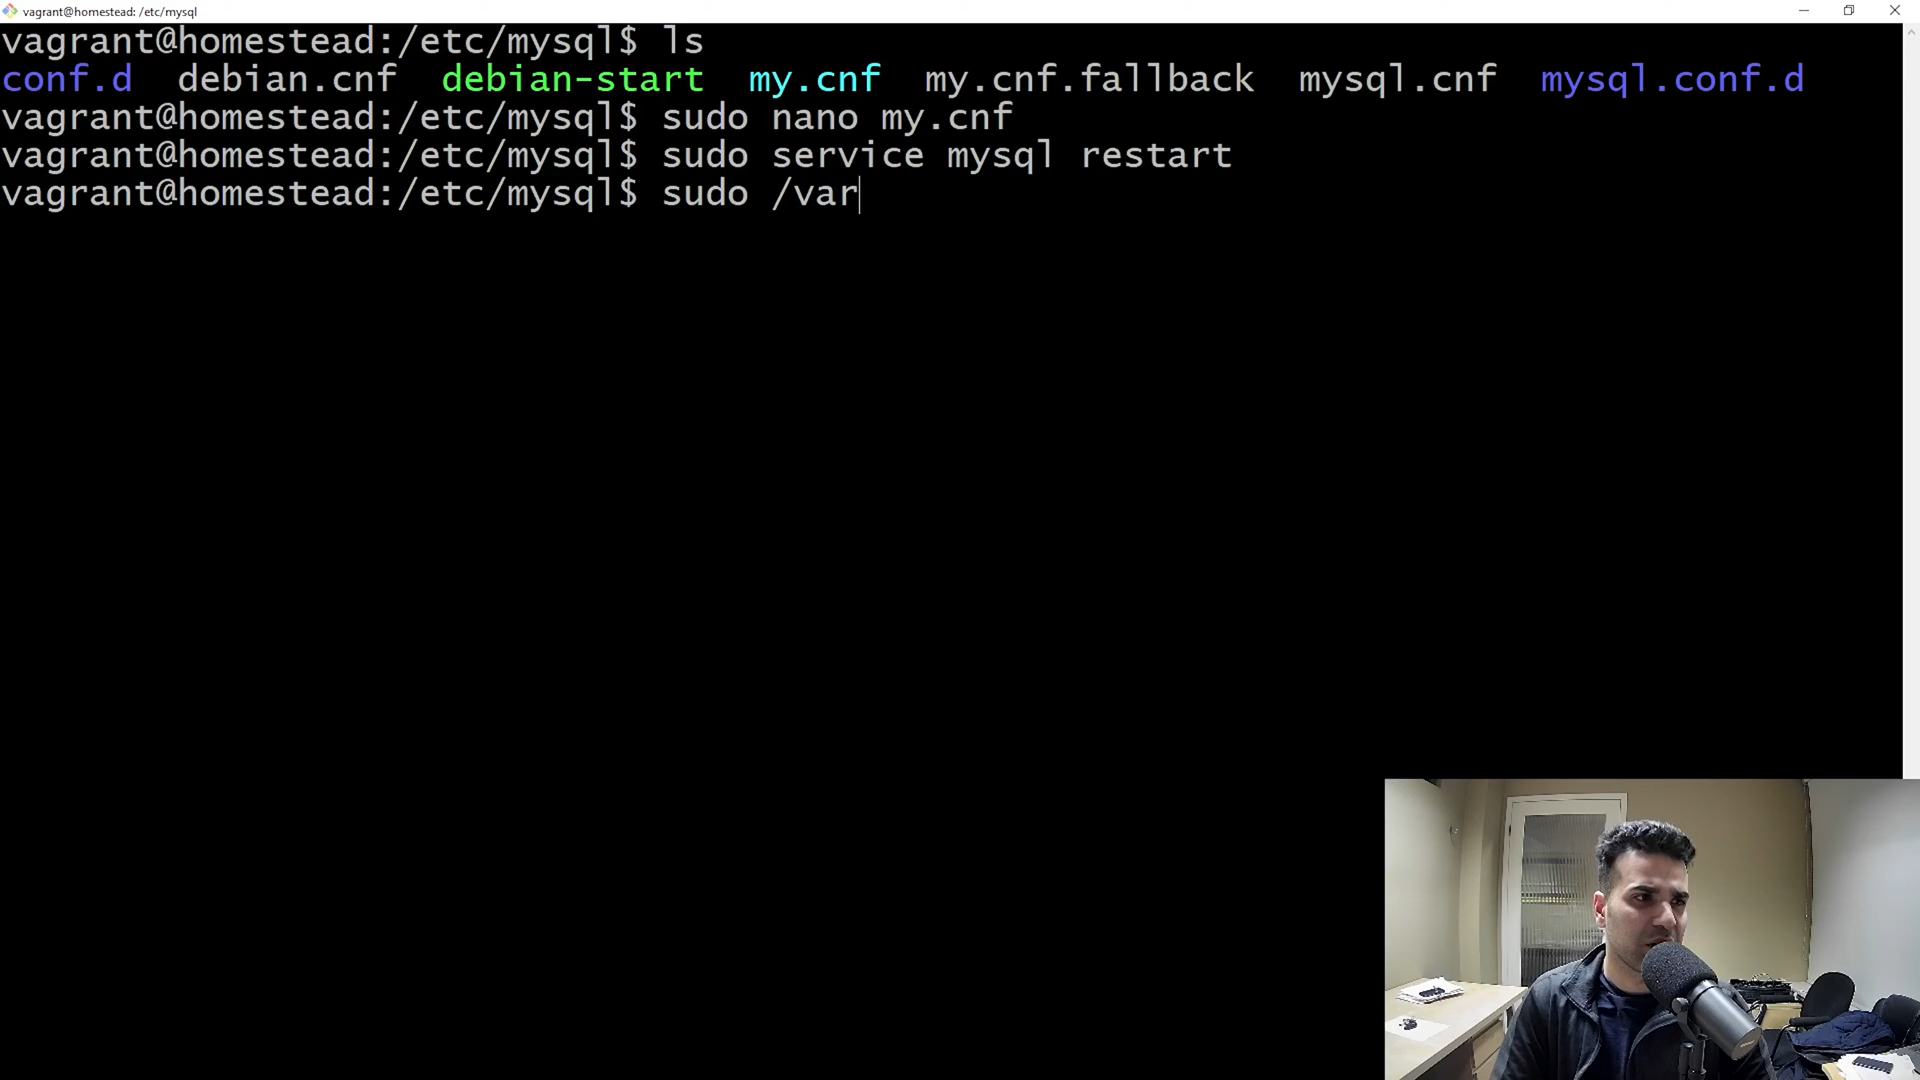 vagrant@homestead: /etc/mysql
vagrant@homestead:/etc/mysql$ ls
conf.d  debian.cnf  debian-start  my.cnf  my.cnf.fallback  mysql.cnf  mysql.conf.d
vagrant@homestead:/etc/mysql$ sudo nano my.cnf
vagrant@homestead:/etc/mysql$ sudo service mysql restart
vagrant@homestead:/etc/mysql$ sudo /var